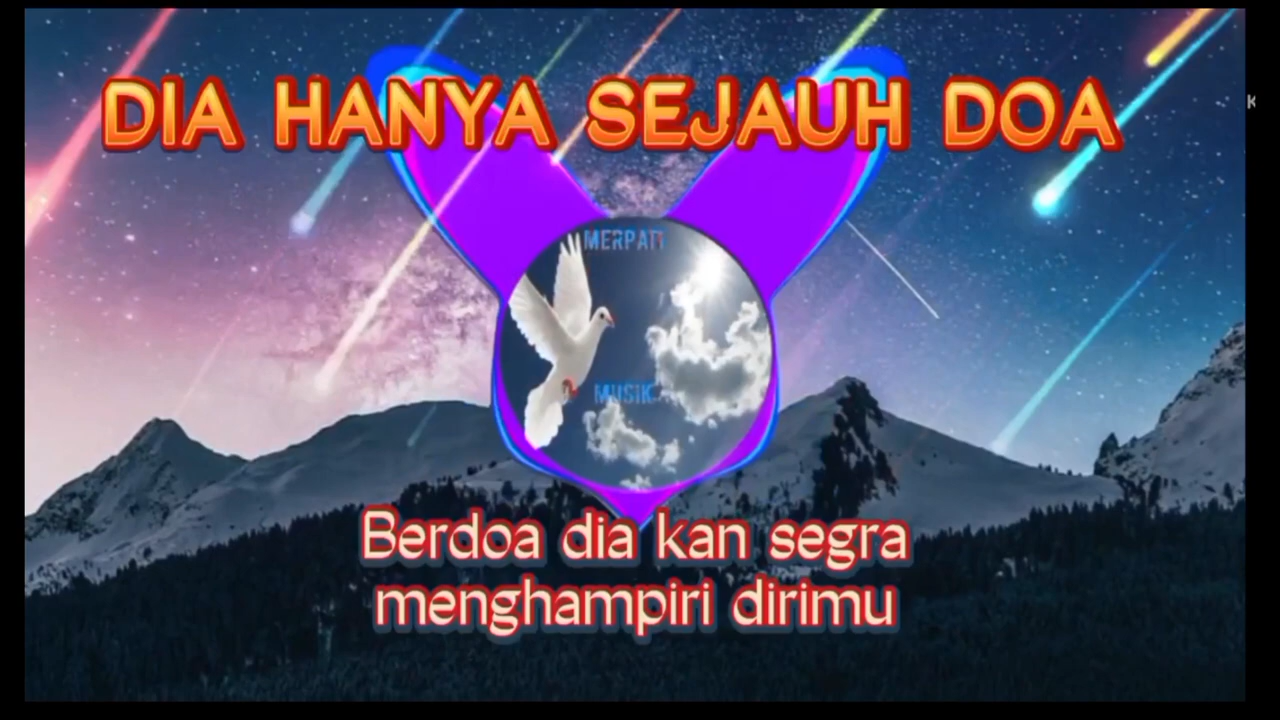 DIA HANYA SEJAUH DOA
MERPATI
MUSIK
Berdoa dia kan segra
menghampiri dirimu